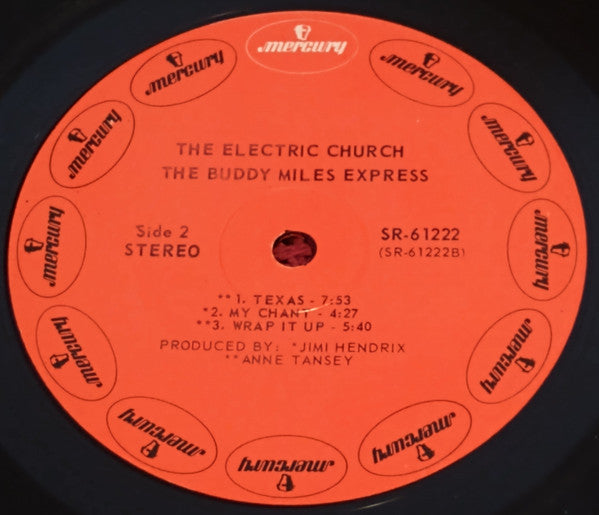 mercury
mercury
mercury
mercury
mercury
THE ELECTRIC CHURCH
THE BUDDY MILES EXPRESS
mercury
mercury
Side 2
SR-61222
STEREO
(SR-61222B)
**1. TEXAS - 7:53
*2. MY CHANT - 4:27
**3. WRAP IT UP - 5:40
PRODUCED BY: *JIMI HENDRIX
**ANNE TANSEY
mercury
mercury
mercury
mercury
mercury